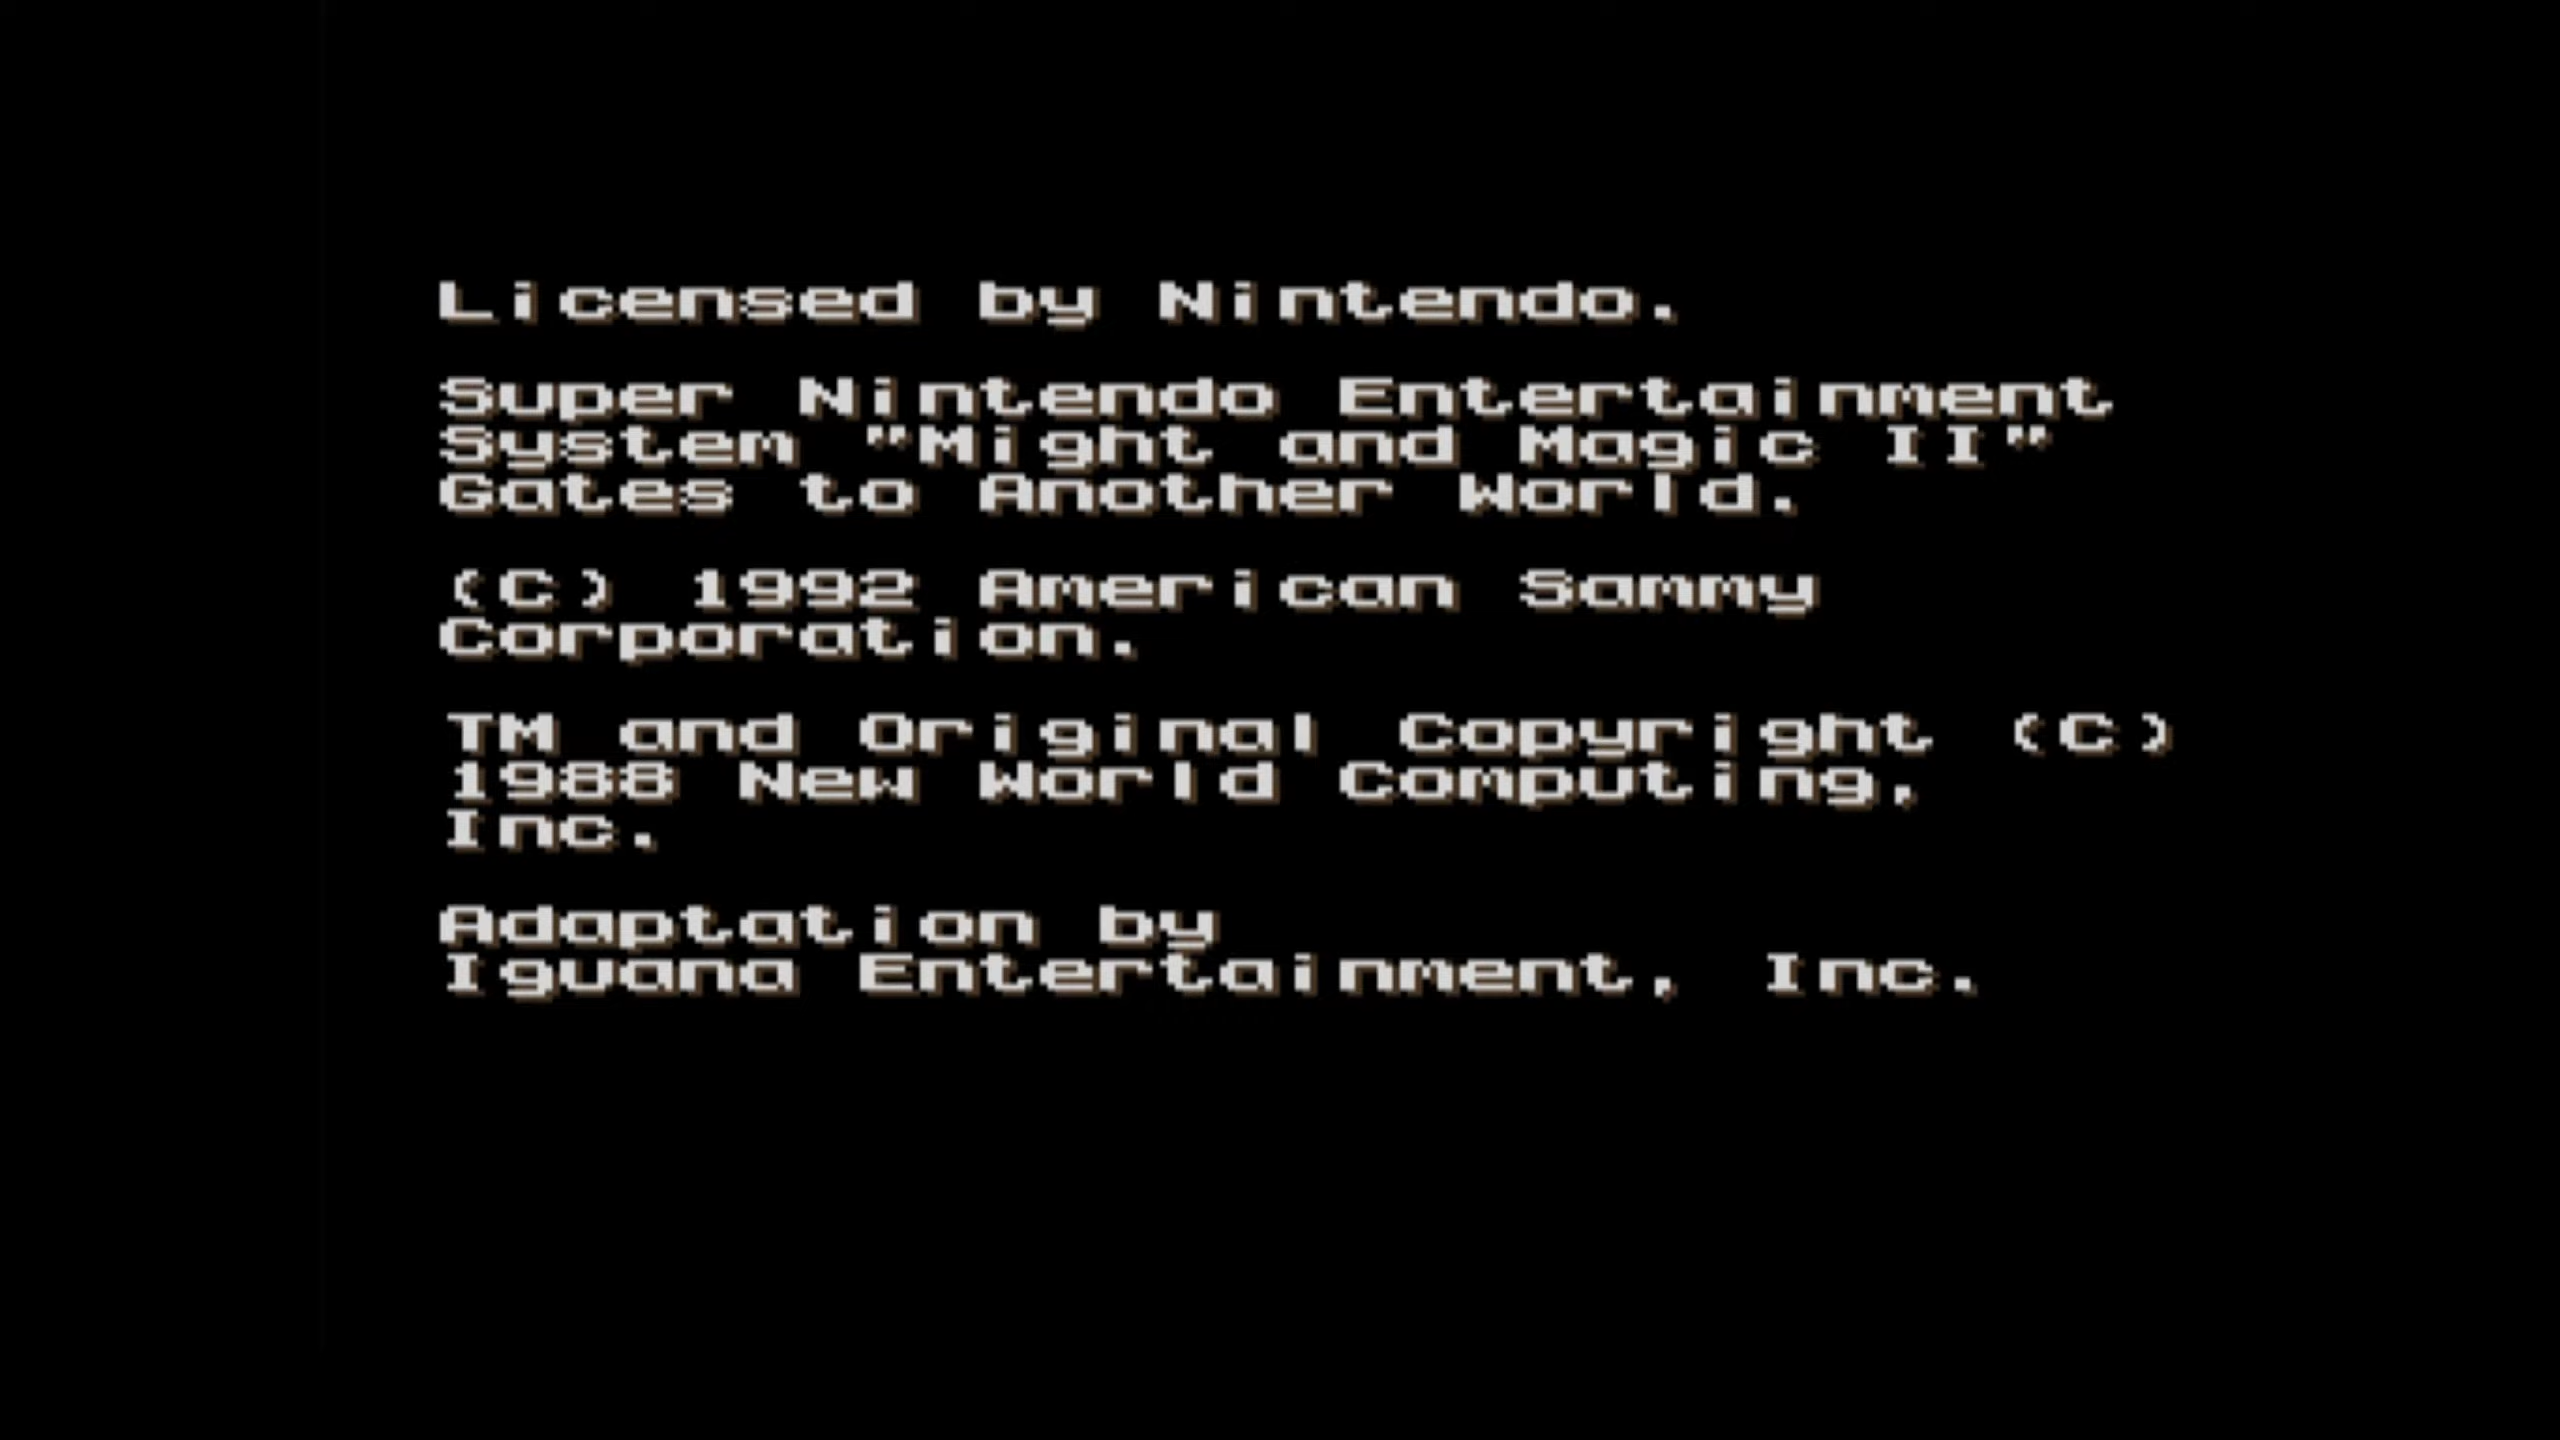 Licensed by Nintendo.
Super Nintendo Entertainment
System "Might and Magic II"
Gates to Another World.
(C) 1992 American Sammy
Corporation.
TM and Original Copyright (C)
1988 New World Computing,
Inc.
Adaptation by
Iguana Entertainment, Inc.